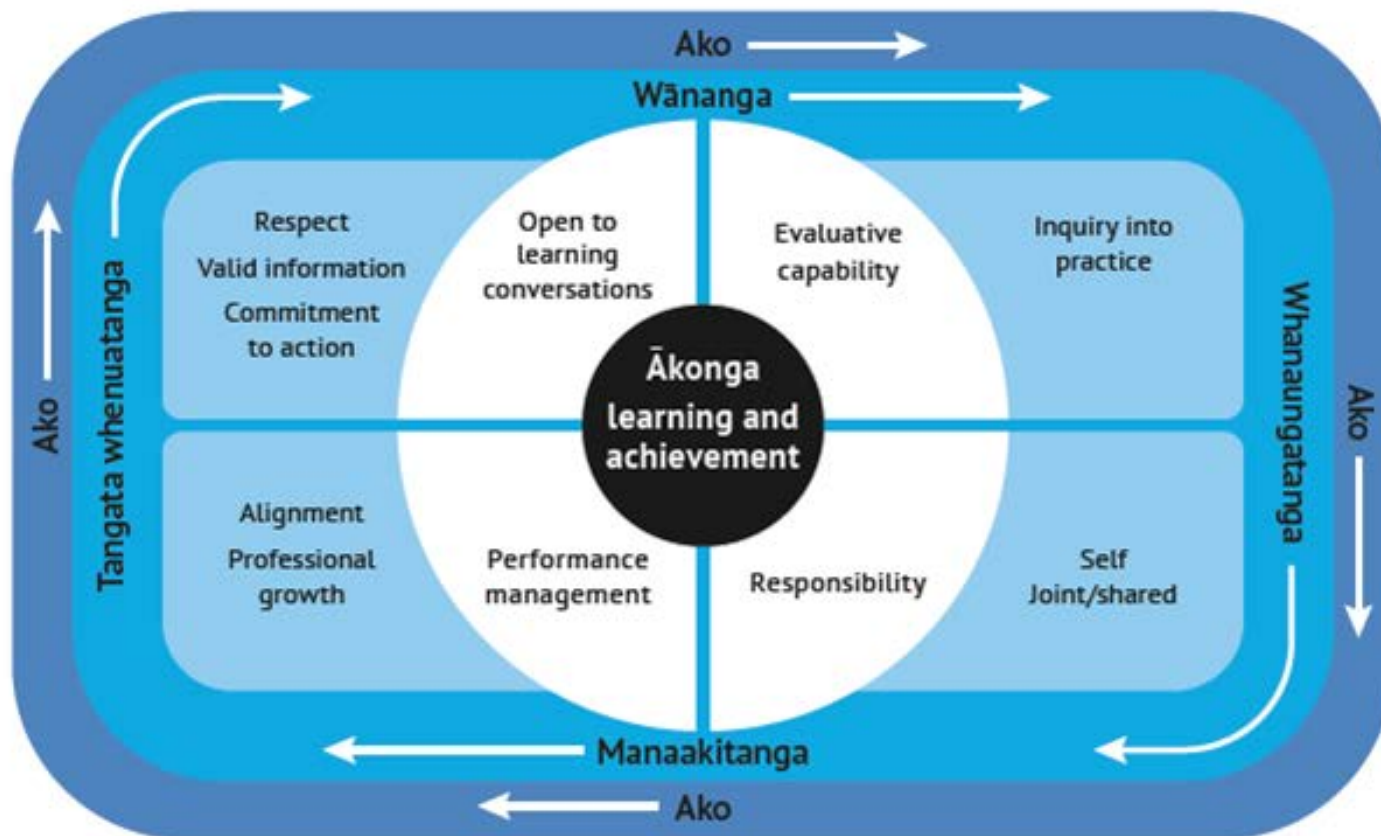 Ako
Wānanga
Respect
Valid information
Commitment
to action
Open to
learning
conversations
Evaluative
capability
Inquiry into
practice
Ako
Tangata whenuatanga
Ākonga
learning and
achievement
Whanaungatanga
Ako
Alignment
Professional
growth
Performance
management
Responsibility
Self
Joint/shared
Manaakitanga
Ako